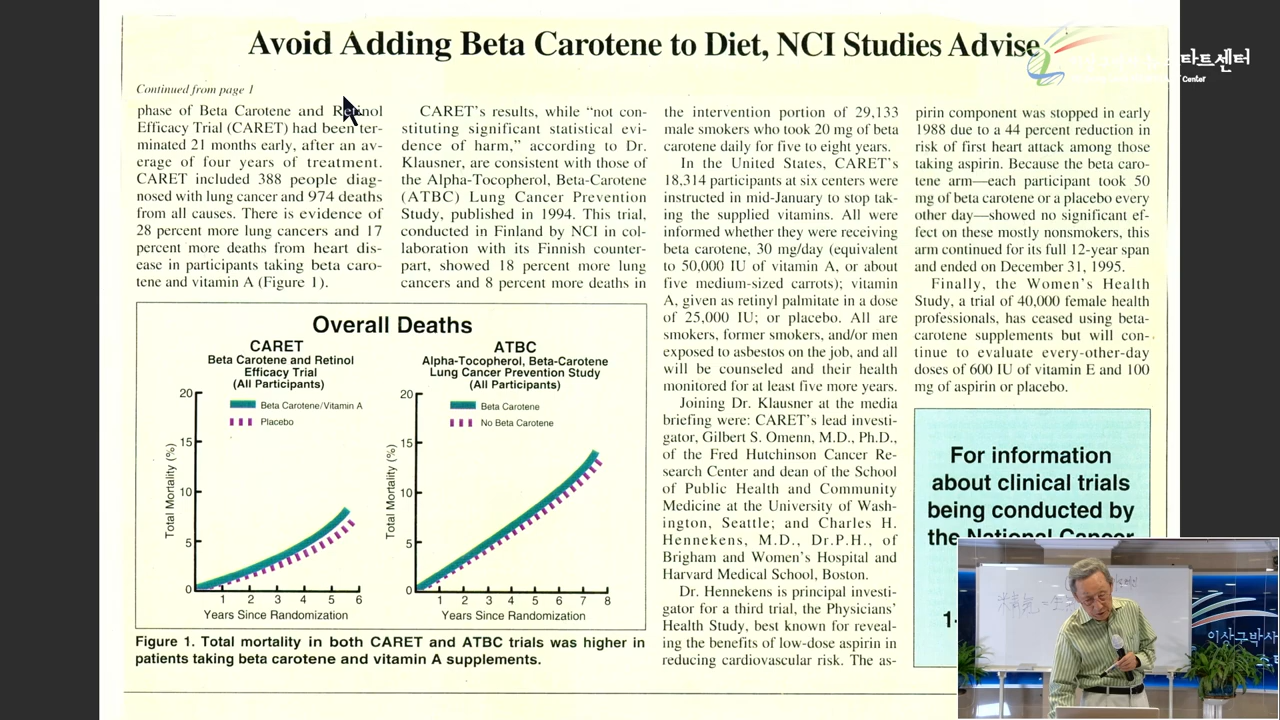 Avoid Adding Beta Carotene to Diet, NCI Studies Advise
타트센터
Center
Continued from page 1
phase of Beta Carotene and Retinol
Efficacy Trial (CARET) had been ter-
minated 21 months early, after an av-
erage of four years of treatment.
CARET included 388 people diag-
nosed with lung cancer and 974 deaths
from all causes. There is evidence of
28 percent more lung cancers and 17
percent more deaths from heart dis-
ease in participants taking beta caro-
tene and vitamin A (Figure 1).
CARET's results, while “not con-
stituting significant statistical evi-
dence of harm,” according to Dr.
Klausner, are consistent with those of
the Alpha-Tocopherol, Beta-Carotene
(ATBC) Lung Cancer Prevention
Study, published in 1994. This trial,
conducted in Finland by NCI in col-
laboration with its Finnish counter-
part, showed 18 percent more lung
cancers and 8 percent more deaths in
Overall Deaths
CARET
Beta Carotene and Retinol
Efficacy Trial
(All Participants)
Beta Carotene/Vitamin A
Placebo
Total Mortality (%)
20
15
10
5
0
1 2 3 4 5 6
Years Since Randomization
ATBC
Alpha-Tocopherol, Beta-Carotene
Lung Cancer Prevention Study
(All Participants)
Beta Carotene
No Beta Carotene
Total Mortality (%)
20
15
10
5
0
1 2 3 4 5 6 7 8
Years Since Randomization
Figure 1. Total mortality in both CARET and ATBC trials was higher in
patients taking beta carotene and vitamin A supplements.
the intervention portion of 29,133
male smokers who took 20 mg of beta
carotene daily for five to eight years.
In the United States, CARET's
18,314 participants at six centers were
instructed in mid-January to stop tak-
ing the supplied vitamins. All were
informed whether they were receiving
beta carotene, 30 mg/day (equivalent
to 50,000 IU of vitamin A, or about
five medium-sized carrots); vitamin
A, given as retinyl palmitate in a dose
of 25,000 IU; or placebo. All are
smokers, former smokers, and/or men
exposed to asbestos on the job, and all
will be counseled and their health
monitored for at least five more years.
Joining Dr. Klausner at the media
briefing were: CARET's lead investi-
gator, Gilbert S. Omenn, M.D., Ph.D.,
of the Fred Hutchinson Cancer Re-
search Center and dean of the School
of Public Health and Community
Medicine at the University of Wash-
ington, Seattle; and Charles H.
Hennekens, M.D., Dr.P.H., of
Brigham and Women's Hospital and
Harvard Medical School, Boston.
Dr. Hennekens is principal investi-
gator for a third trial, the Physicians'
Health Study, best known for reveal-
ing the benefits of low-dose aspirin in
reducing cardiovascular risk. The as-
pirin component was stopped in early
1988 due to a 44 percent reduction in
risk of first heart attack among those
taking aspirin. Because the beta caro-
tene arm—each participant took 50
mg of beta carotene or a placebo every
other day—showed no significant ef-
fect on these mostly nonsmokers, this
arm continued for its full 12-year span
and ended on December 31, 1995.
Finally, the Women's Health
Study, a trial of 40,000 female health
professionals, has ceased using beta-
carotene supplements but will con-
tinue to evaluate every-other-day
doses of 600 IU of vitamin E and 100
mg of aspirin or placebo.
For information
about clinical trials
being conducted by
the National Cancer
1-
이상구박사